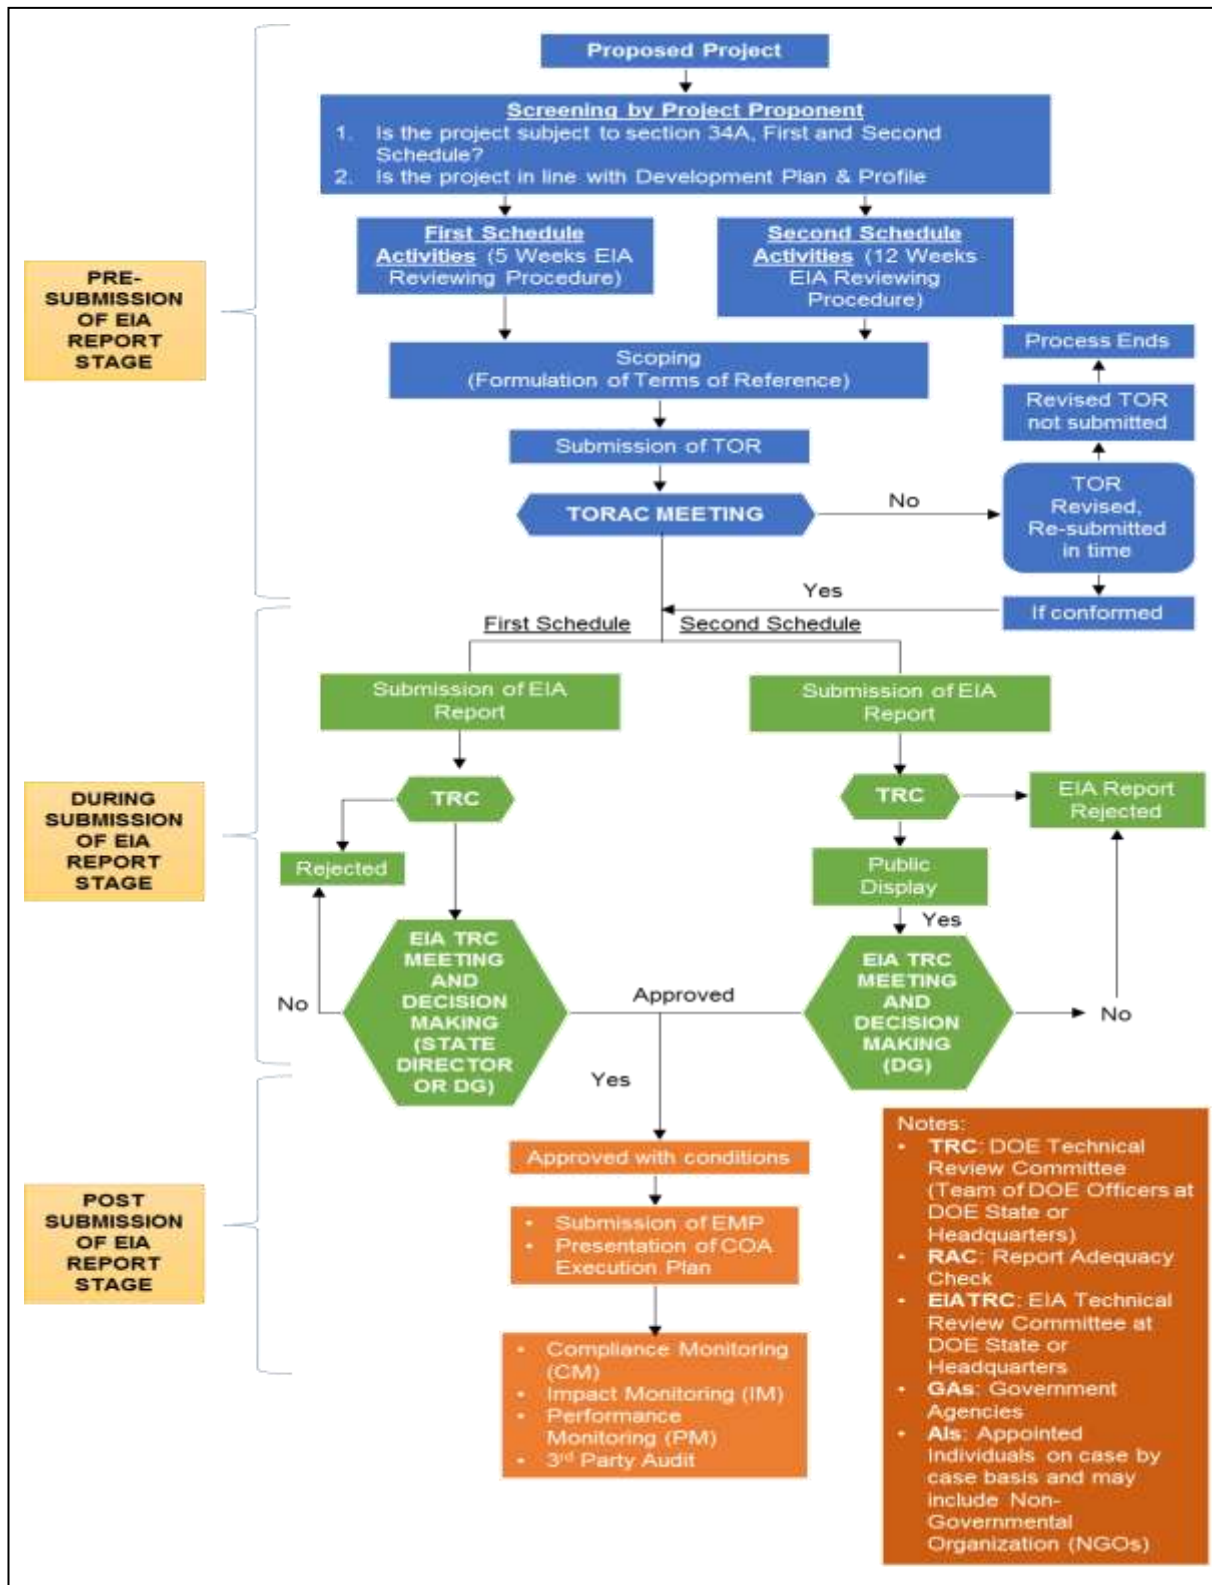 Proposed Project
Screening by Project Proponent
1. Is the project subject to section 34A, First and Second
Schedule?
2. Is the project in line with Development Plan & Profile
First Schedule
Activities (5 Weeks EIA
Reviewing Procedure)
Second Schedule
Activities (12 Weeks
EIA Reviewing
Procedure)
PRE-
SUBMISSION
OF EIA
REPORT
STAGE
Scoping
(Formulation of Terms of Reference)
Process Ends
Revised TOR
not submitted
Submission of TOR
TORAC MEETING
No
TOR
Revised,
Re-submitted
in time
Yes
If conformed
First Schedule
Second Schedule
Submission of EIA
Report
Submission of EIA
Report
DURING
SUBMISSION
OF EIA
REPORT
STAGE
TRC
TRC
EIA Report
Rejected
Rejected
Public
Display
Yes
EIA TRC
MEETING
AND
DECISION
MAKING
(STATE
DIRECTOR
OR DG)
No
Approved
EIA TRC
MEETING
AND
DECISION
MAKING
(DG)
No
Yes
POST
SUBMISSION
OF EIA
REPORT
STAGE
Approved with conditions
• Submission of EMP
• Presentation of COA
Execution Plan
• Compliance Monitoring
(CM)
• Impact Monitoring (IM)
• Performance
Monitoring (PM)
• 3rd Party Audit
Notes:
• TRC: DOE Technical
Review Committee
(Team of DOE Officers at
DOE State or
Headquarters)
• RAC: Report Adequacy
Check
• EIATRC: EIA Technical
Review Committee at
DOE State or
Headquarters
• GAs: Government
Agencies
• AIs: Appointed
Individuals on case by
case basis and may
include Non-
Governmental
Organization (NGOs)